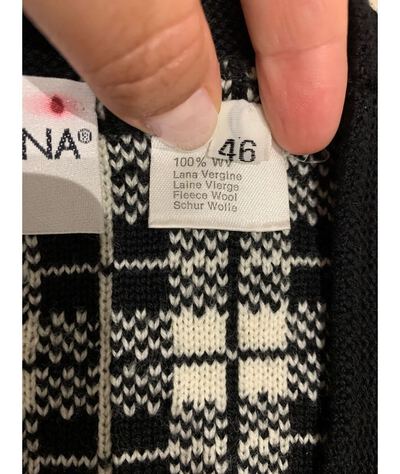 NA®
46
100% WV
Lana Vergine
Laine Vierge
Fleece Wool
Schur Wolle